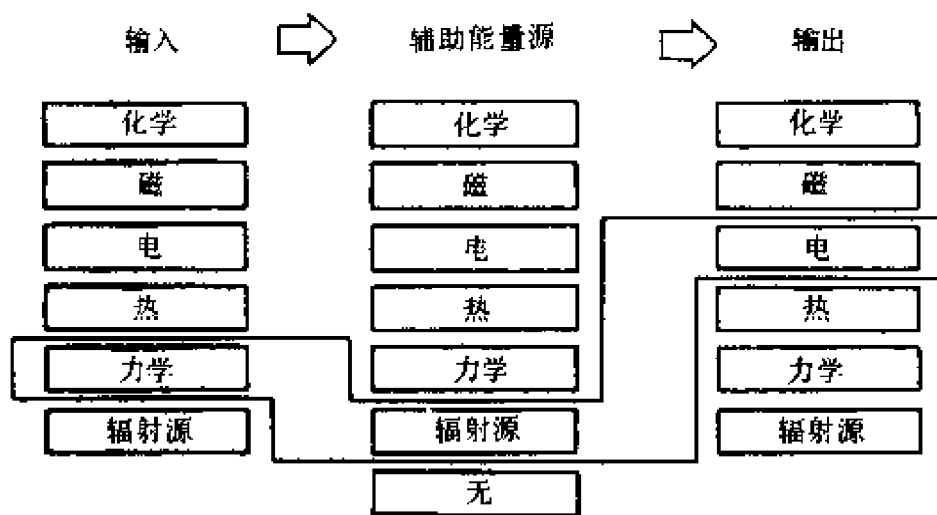 输入 辅助能量源 输出
化学 化学 化学
磁 磁 磁
电 电 电
热 热 热
力学 力学 力学
辐射源 辐射源 辐射源
无